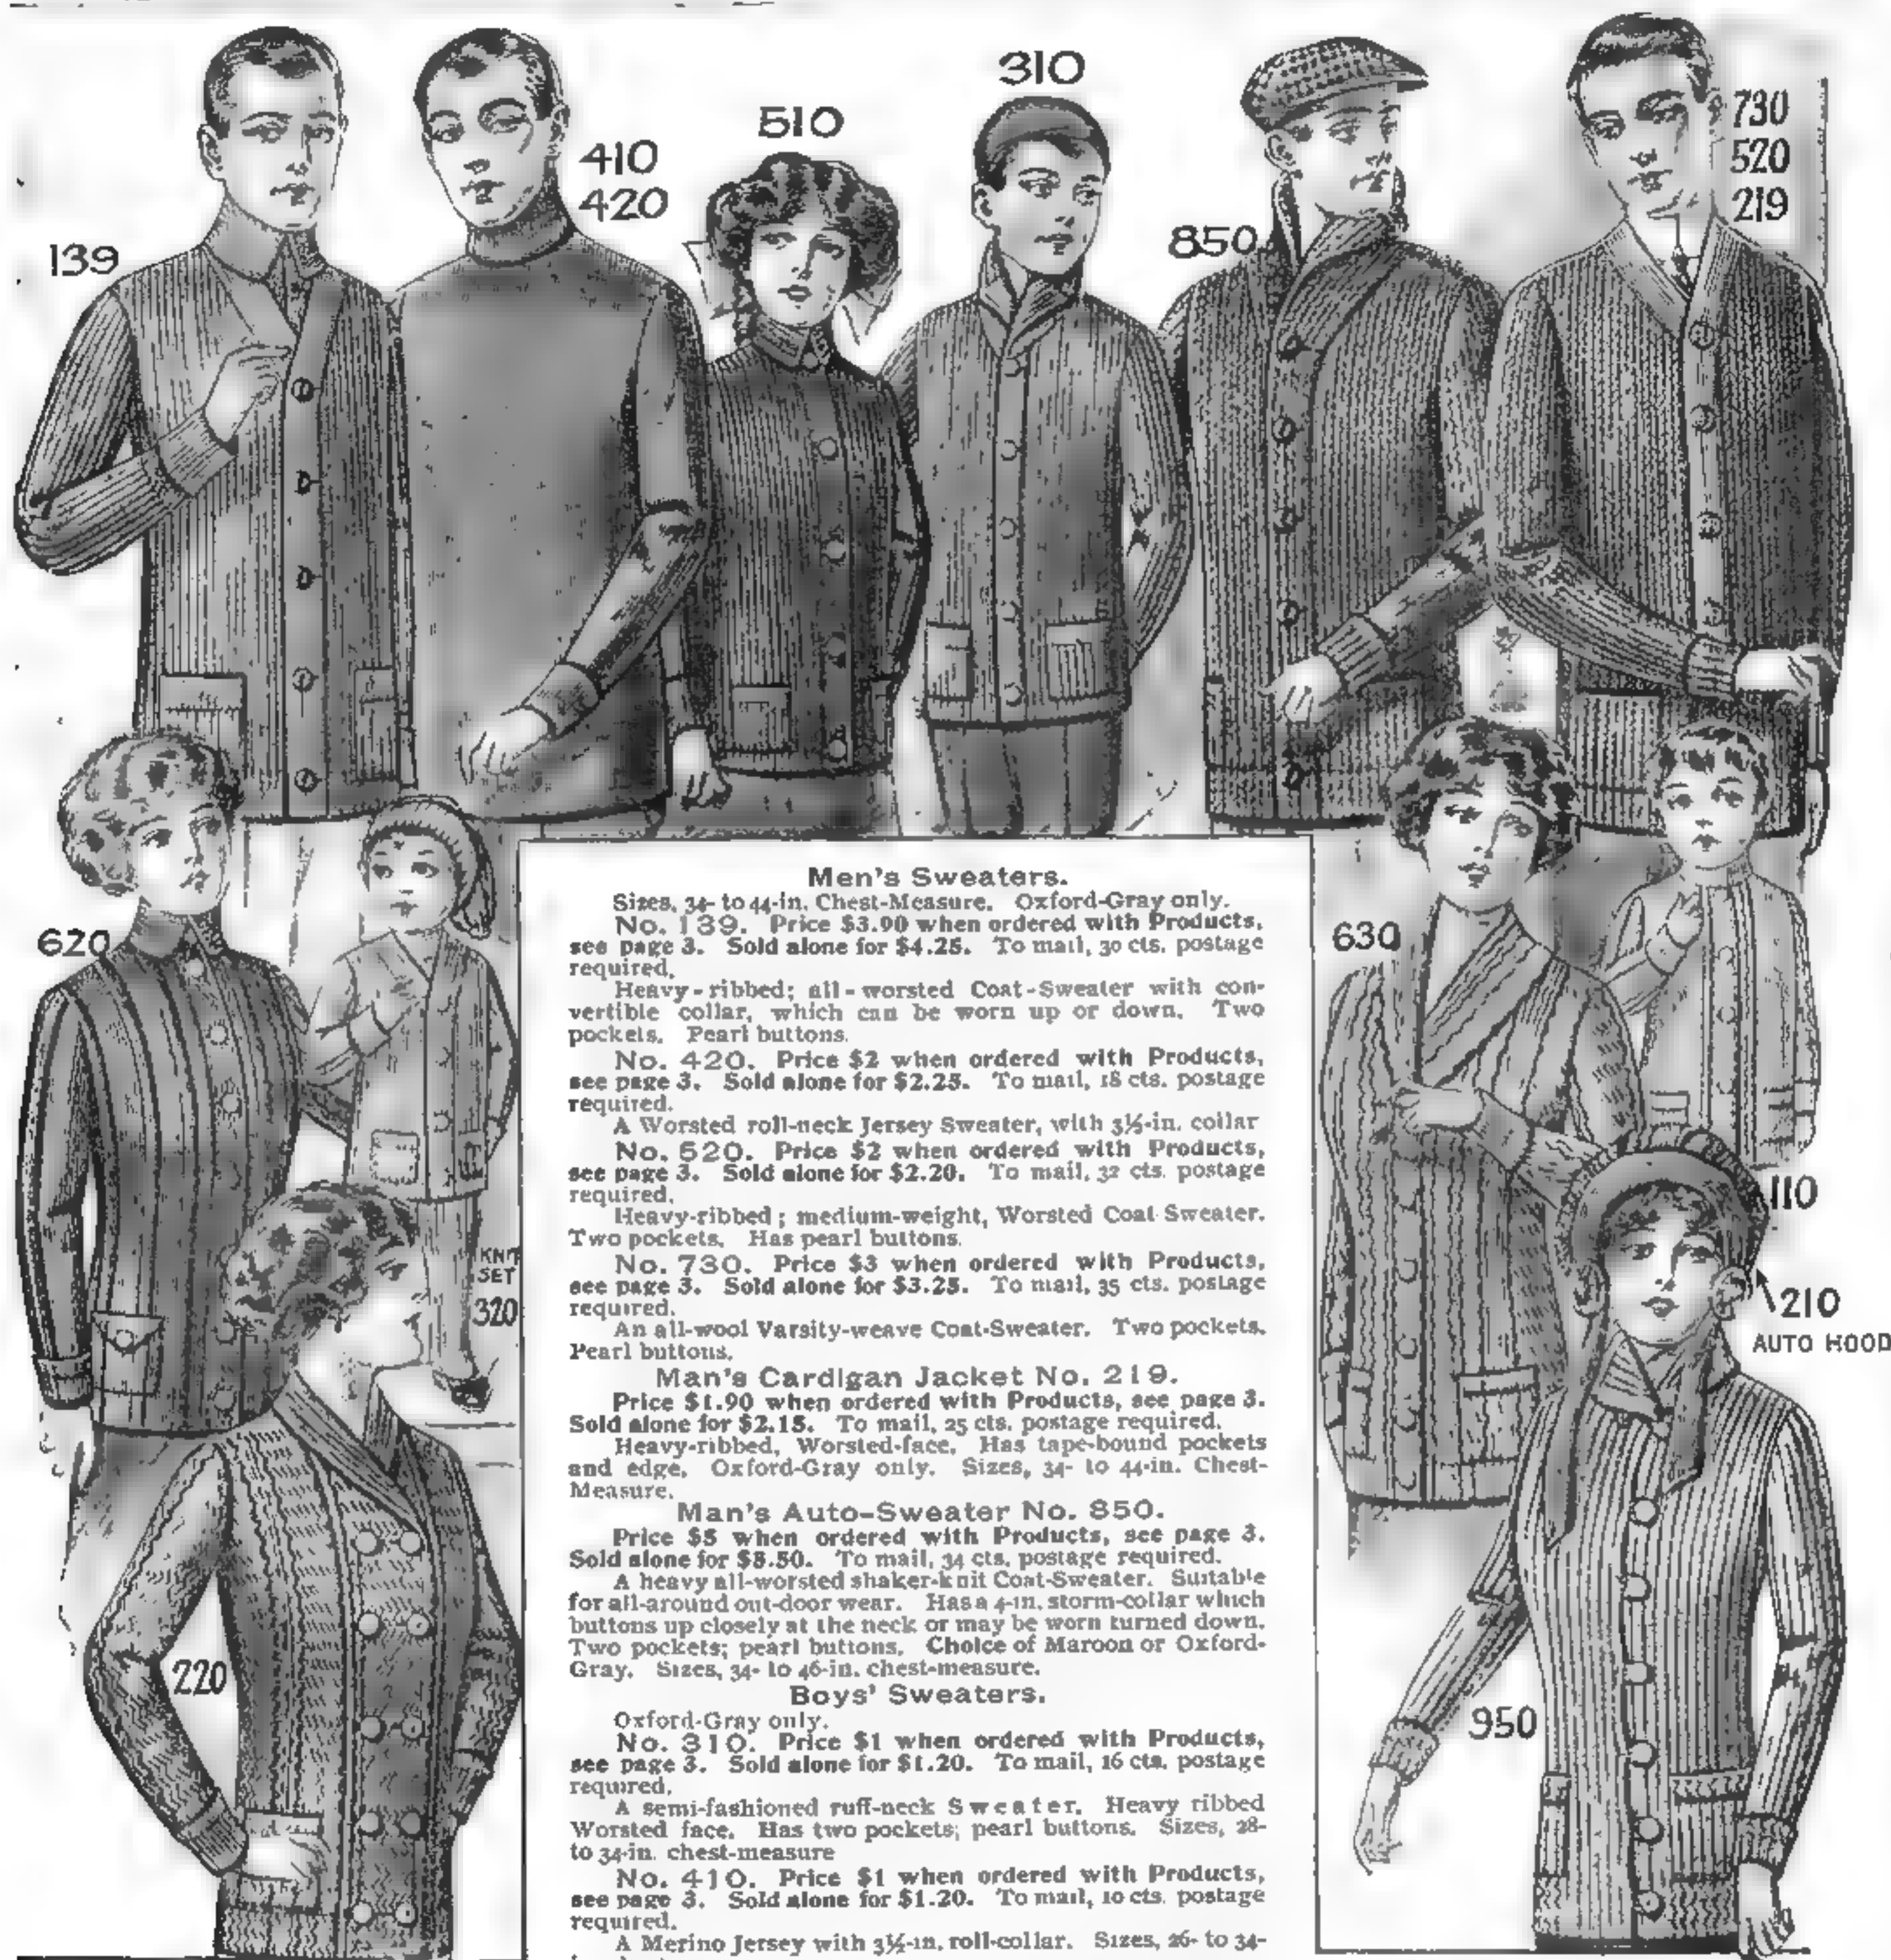 310
510
410
420
730
520
219
139
850
Men's Sweaters.
Sizes, 34- to 44-in. Chest-Measure. Oxford-Gray only.
No. 139. Price $3.90 when ordered with Products,
see page 3. Sold alone for $4.25. To mail, 30 cts. postage
required.
Heavy-ribbed; all-worsted Coat-Sweater with con-
vertible collar, which can be worn up or down. Two
pockets. Pearl buttons.
No. 420. Price $2 when ordered with Products,
see page 3. Sold alone for $2.25. To mail, 18 cts. postage
required.
A Worsted roll-neck Jersey Sweater, with 3½-in. collar
No. 520. Price $2 when ordered with Products,
see page 3. Sold alone for $2.20. To mail, 32 cts. postage
required.
Heavy-ribbed; medium-weight, Worsted Coat Sweater.
Two pockets. Has pearl buttons.
No. 730. Price $3 when ordered with Products,
see page 3. Sold alone for $3.25. To mail, 35 cts. postage
required.
An all-wool Varsity-weave Coat-Sweater. Two pockets.
Pearl buttons.
Man's Cardigan Jacket No. 219.
Price $1.90 when ordered with Products, see page 3.
Sold alone for $2.15. To mail, 25 cts. postage required.
Heavy-ribbed, Worsted-face. Has tape-bound pockets
and edge. Oxford-Gray only. Sizes, 34- to 44-in. Chest-
Measure.
Man's Auto-Sweater No. 850.
Price $5 when ordered with Products, see page 3.
Sold alone for $5.50. To mail, 34 cts. postage required.
A heavy all-worsted shaker-knit Coat-Sweater. Suitable
for all-around out-door wear. Has a 4-in. storm-collar which
buttons up closely at the neck or may be worn turned down.
Two pockets; pearl buttons. Choice of Maroon or Oxford-
Gray. Sizes, 34- to 46-in. chest-measure.
Boys' Sweaters.
Oxford-Gray only.
No. 310. Price $1 when ordered with Products,
see page 3. Sold alone for $1.20. To mail, 16 cts. postage
required.
A semi-fashioned ruff-neck Sweater. Heavy ribbed
Worsted face. Has two pockets; pearl buttons. Sizes, 28-
to 34-in. chest-measure
No. 410. Price $1 when ordered with Products,
see page 3. Sold alone for $1.20. To mail, 10 cts. postage
required.
A Merino Jersey with 3½-in. roll-collar. Sizes, 26- to 34-
620
KNIT
SET
320
220
630
110
210
AUTO HOOD
950